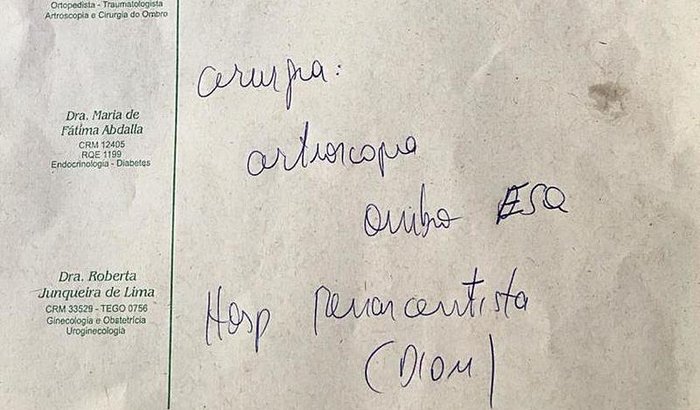 Ortopedista - Traumatologista
Artroscopia e Cirurgia do Ombro
Dra. Maria de
Fátima Abdalla
CRM 12405
RQE 1199
Endocrinologia - Diabetes
Dra. Roberta
Junqueira de Lima
CRM 33529 - TEGO 0756
Ginecologia e Obstetrícia
Uroginecologia
cirurgia:
artroscopia
ombro ESQ
Hosp Renascentista
(DIOM)